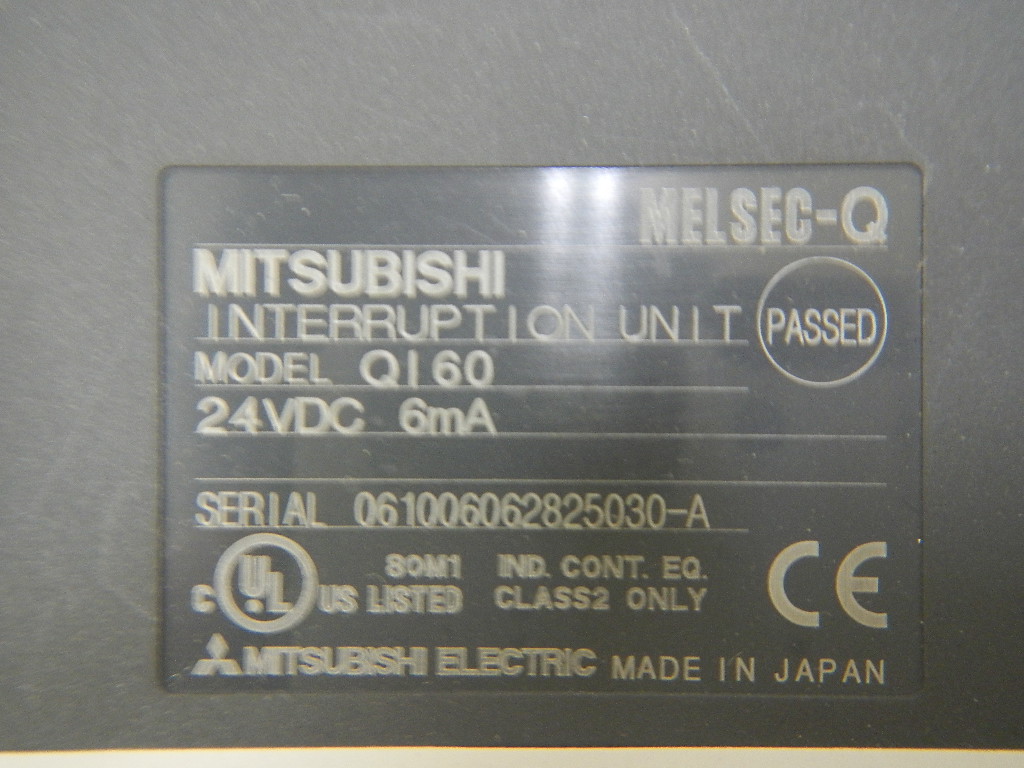 MELSEC-Q
MITSUBISHI
INTERRUPTION UNIT
PASSED
MODEL QI60
24VDC 6mA
SERIAL 061006062825030-A
C UL US LISTED
80M1 IND. CONT. EQ.
CLASS2 ONLY
CE
MITSUBISHI ELECTRIC MADE IN JAPAN